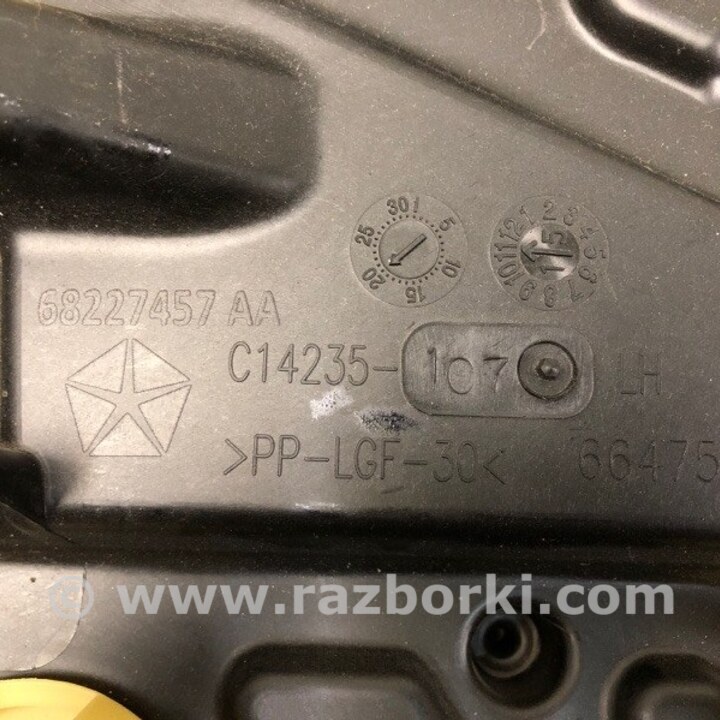 30 1 5 10 15 20 25
1 2 3 4 5 6 7 8 9 10 11 12
15
68227457 AA
C14235-107 LH
>PP-LGF-30< 66475
© www.razborki.com